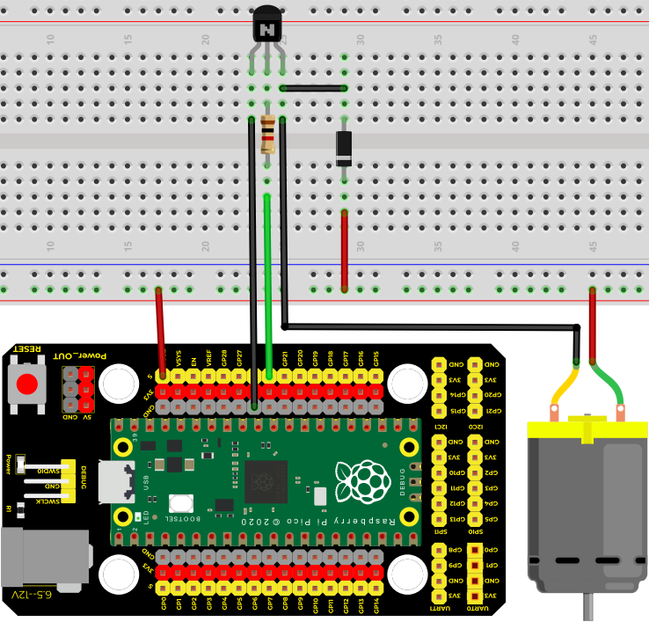 10
15
20
25
30
35
40
45
N
10
15
20
30
35
40
45
RESET
Power_OUT
GND
5V
S
3V3
GND
VSYS
EN
VREF
GP28
GP27
GP21
GP20
GP19
GP18
GP17
GP16
GP15
39
USB
LED
BOOTSEL
Raspberry Pi Pico © 2020
DEBUG
1
2
Power
SWDIO
GND
SWCLK
DEBUG
R1
6.5~12V
GND
3V3
S
GP0
GP1
GP2
GP3
GP4
GP5
GP6
GP7
GP8
GP9
GP10
GP11
GP12
GP13
GP14
GND
GND
3V3
3V3
GP20
GP21
I2C1
I2C0
GND
GND
3V3
3V3
GP10
GP2
GP11
GP3
GP12
GP4
GP13
GP5
SPI1
SPI0
GP8
GP0
GP9
GP1
GND
GND
3V3
3V3
UART1
UART0